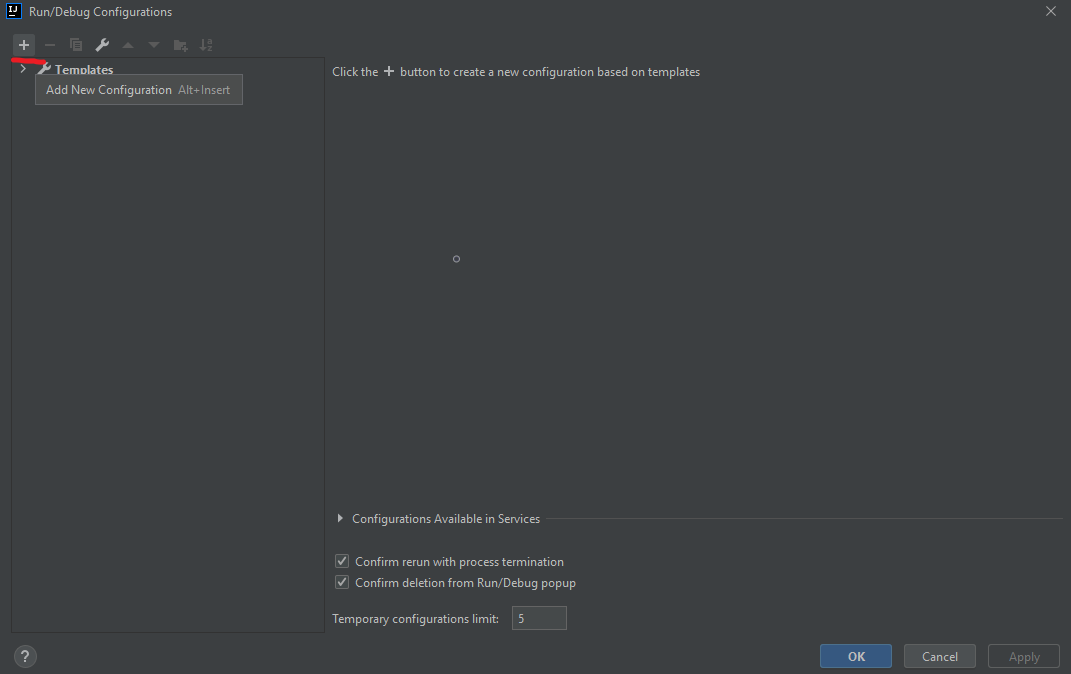 IJ Run/Debug Configurations
Templates
Add New Configuration Alt+Insert
Click the + button to create a new configuration based on templates
Configurations Available in Services
Confirm rerun with process termination
Confirm deletion from Run/Debug popup
Temporary configurations limit: 5
? OK Cancel Apply